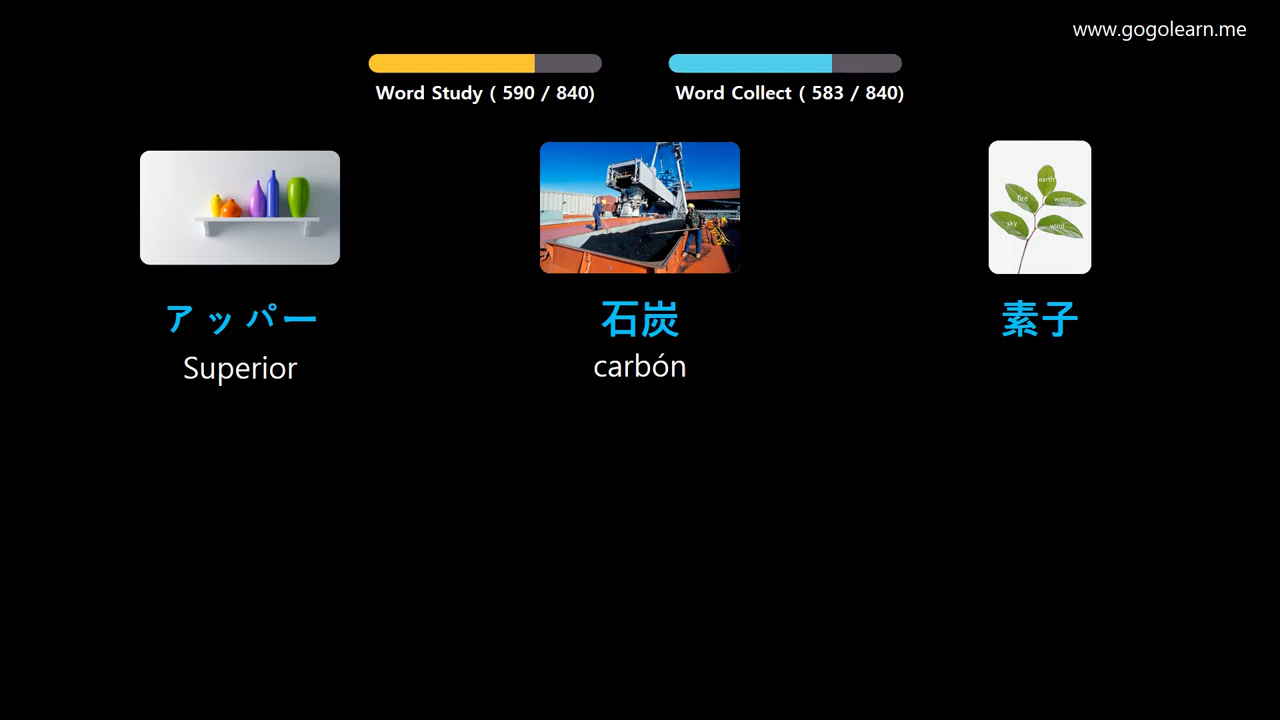 www.gogolearn.me
Word Study ( 590 / 840)
Word Collect ( 583 / 840)
earth
fire
water
sky
wind
アッパー
石炭
素子
Superior
carbón